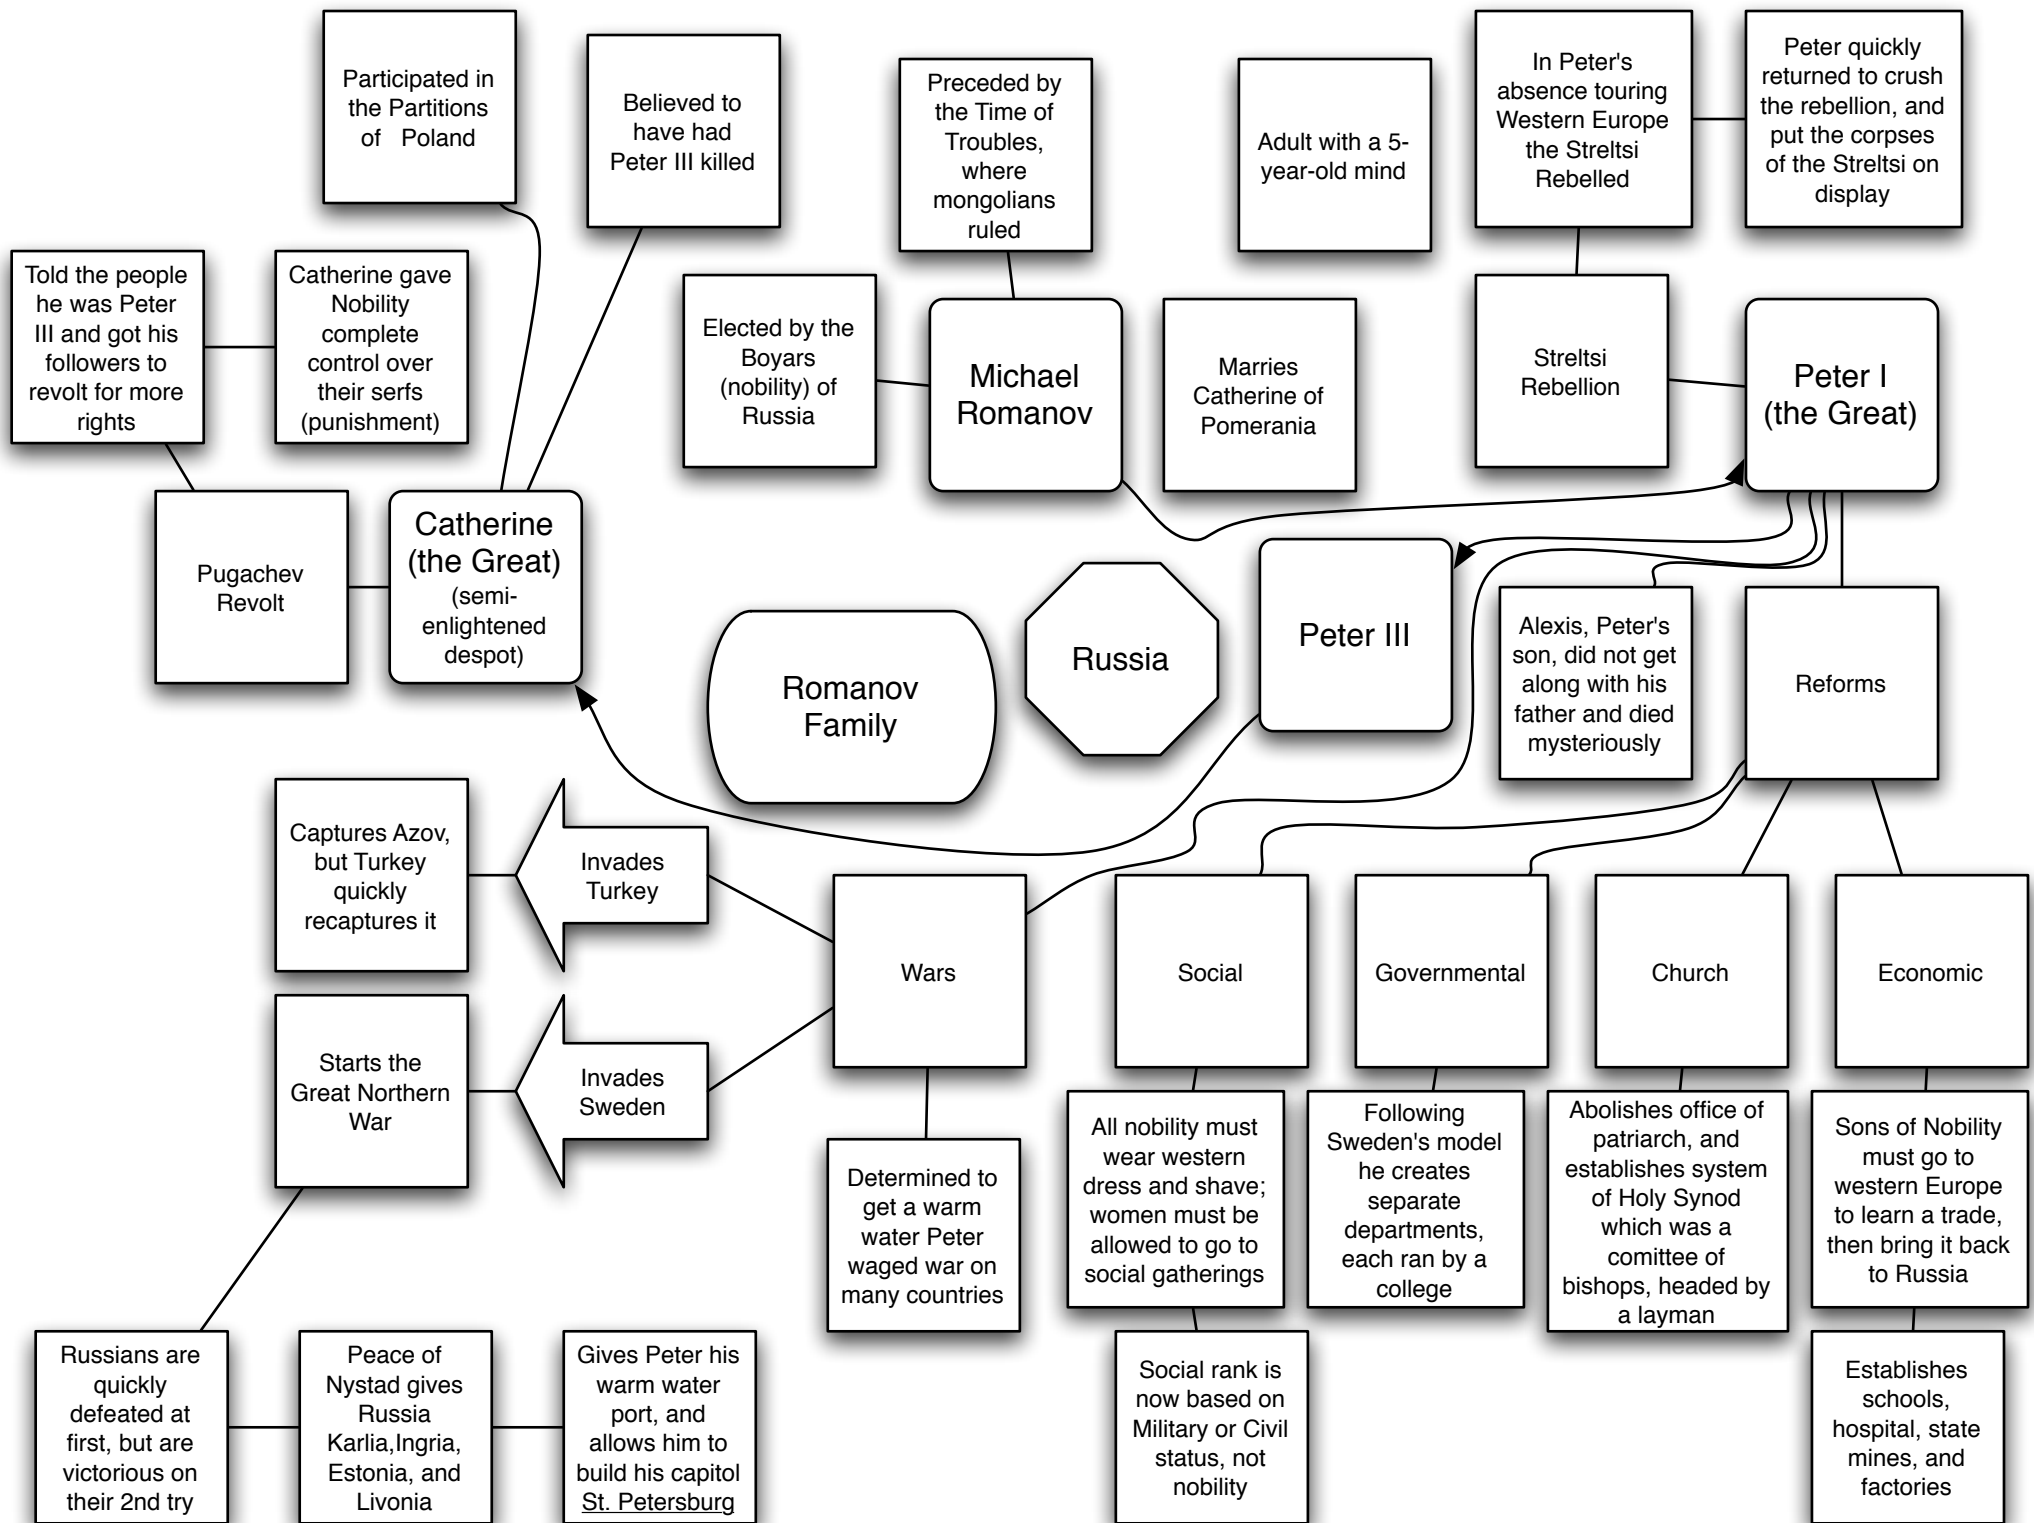 Participated in
the Partitions
of Poland
Believed to
have had
Peter III killed
Preceded by
the Time of
Troubles,
where
mongolians
ruled
Adult with a 5-
year-old mind
In Peter's
absence touring
Western Europe
the Streltsi
Rebelled
Peter quickly
returned to crush
the rebellion, and
put the corpses
of the Streltsi on
display
Told the people
he was Peter
III and got his
followers to
revolt for more
rights
Catherine gave
Nobility
complete
control over
their serfs
(punishment)
Elected by the
Boyars
(nobility) of
Russia
Michael
Romanov
Marries
Catherine of
Pomerania
Streltsi
Rebellion
Peter I
(the Great)
Pugachev
Revolt
Catherine
(the Great)
(semi-
enlightened
despot)
Romanov
Family
Russia
Peter III
Alexis, Peter's
son, did not get
along with his
father and died
mysteriously
Reforms
Captures Azov,
but Turkey
quickly
recaptures it
Invades
Turkey
Wars
Social
Governmental
Church
Economic
Starts the
Great Northern
War
Invades
Sweden
Determined to
get a warm
water Peter
waged war on
many countries
All nobility must
wear western
dress and shave;
women must be
allowed to go to
social gatherings
Following
Sweden's model
he creates
separate
departments,
each ran by a
college
Abolishes office of
patriarch, and
establishes system
of Holy Synod
which was a
comittee of
bishops, headed by
a layman
Sons of Nobility
must go to
western Europe
to learn a trade,
then bring it back
to Russia
Russians are
quickly
defeated at
first, but are
victorious on
their 2nd try
Peace of
Nystad gives
Russia
Karlia,Ingria,
Estonia, and
Livonia
Gives Peter his
warm water
port, and
allows him to
build his capitol
St. Petersburg
Social rank is
now based on
Military or Civil
status, not
nobility
Establishes
schools,
hospital, state
mines, and
factories